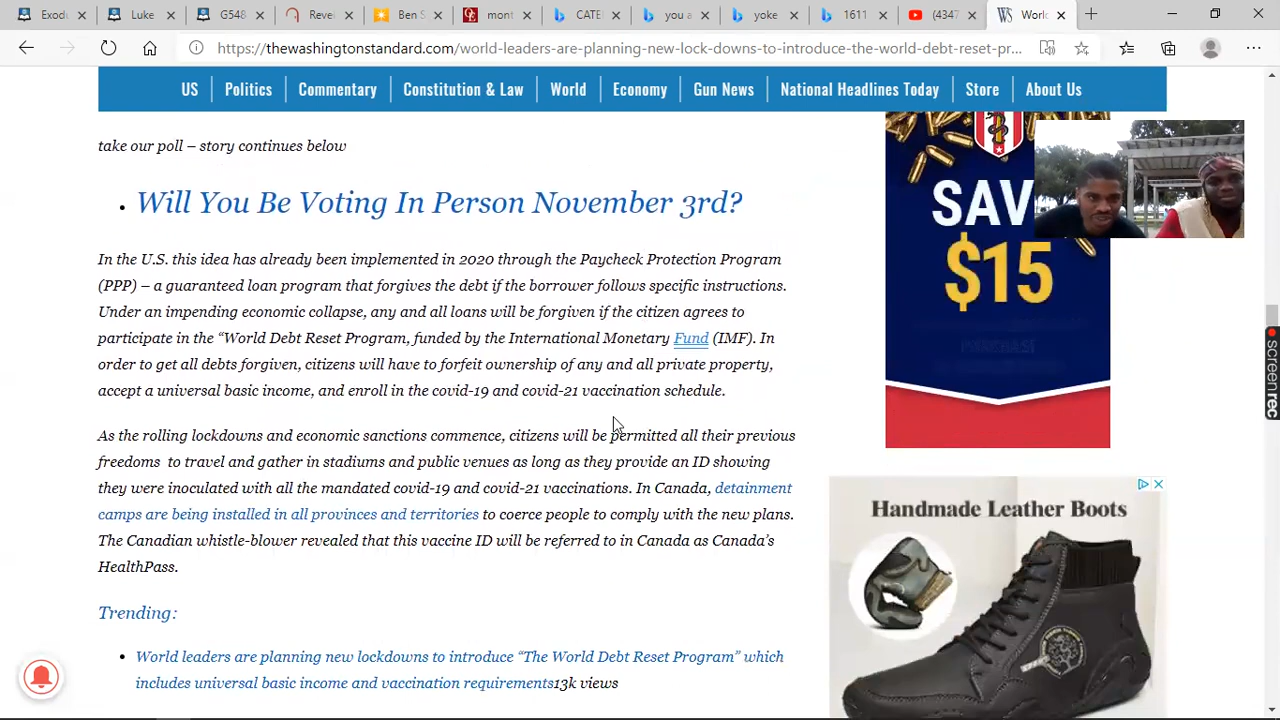 Exodu
Luke
G548
Reve
Ben S
mont
CATE
you a
yoke
1611
(4347
World
https://thewashingtonstandard.com/world-leaders-are-planning-new-lock-downs-to-introduce-the-world-debt-reset-pr...
US
Politics
Commentary
Constitution & Law
World
Economy
Gun News
National Headlines Today
Store
About Us
take our poll – story continues below
• Will You Be Voting In Person November 3rd?
In the U.S. this idea has already been implemented in 2020 through the Paycheck Protection Program
(PPP) – a guaranteed loan program that forgives the debt if the borrower follows specific instructions.
Under an impending economic collapse, any and all loans will be forgiven if the citizen agrees to
participate in the “World Debt Reset Program, funded by the International Monetary Fund (IMF). In
order to get all debts forgiven, citizens will have to forfeit ownership of any and all private property,
accept a universal basic income, and enroll in the covid-19 and covid-21 vaccination schedule.
As the rolling lockdowns and economic sanctions commence, citizens will be permitted all their previous
freedoms to travel and gather in stadiums and public venues as long as they provide an ID showing
they were inoculated with all the mandated covid-19 and covid-21 vaccinations. In Canada, detainment
camps are being installed in all provinces and territories to coerce people to comply with the new plans.
The Canadian whistle-blower revealed that this vaccine ID will be referred to in Canada as Canada’s
HealthPass.
Trending:
• World leaders are planning new lockdowns to introduce “The World Debt Reset Program” which
includes universal basic income and vaccination requirements13k views
SAV
$15
Handmade Leather Boots
screenrec